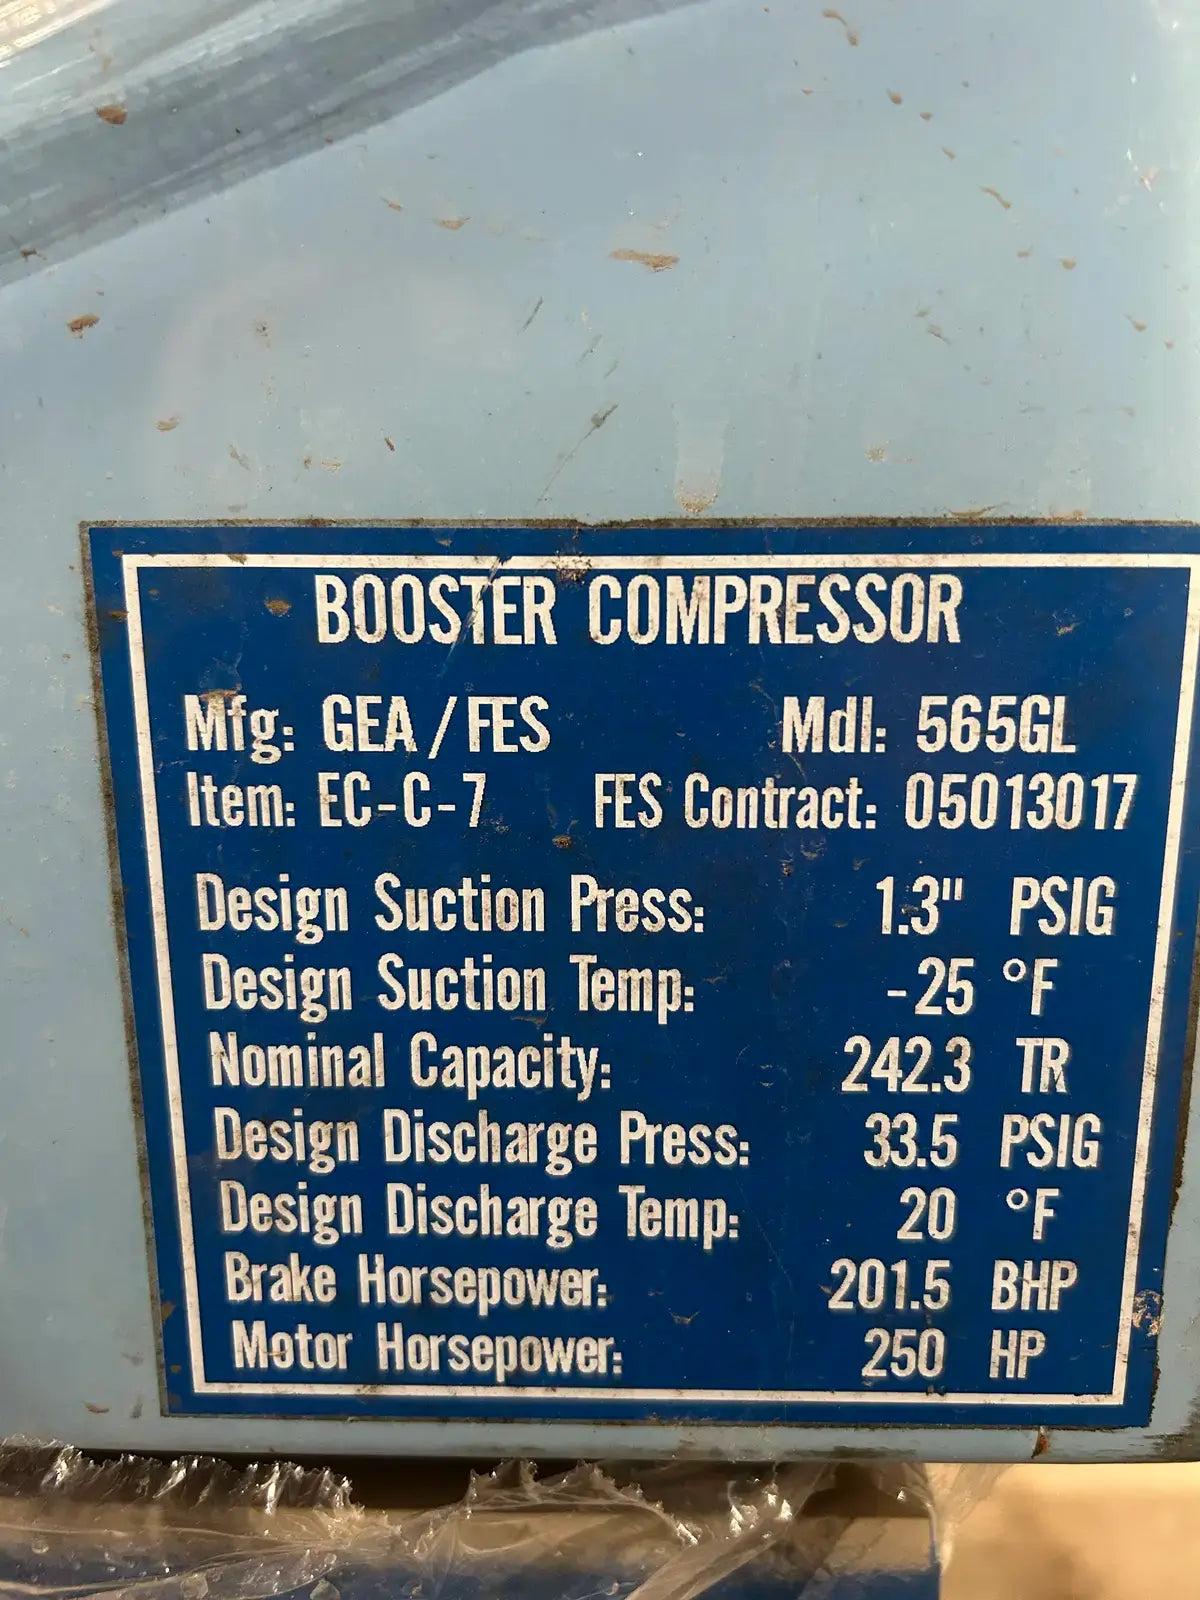 BOOSTER COMPRESSOR
Mfg: GEA/FES Mdl: 565GL
Item: EC-C-7 FES Contract: 05013017
Design Suction Press: 1.3" PSIG
Design Suction Temp: -25 °F
Nominal Capacity: 242.3 TR
Design Discharge Press: 33.5 PSIG
Design Discharge Temp: 20 °F
Brake Horsepower: 201.5 BHP
Motor Horsepower: 250 HP